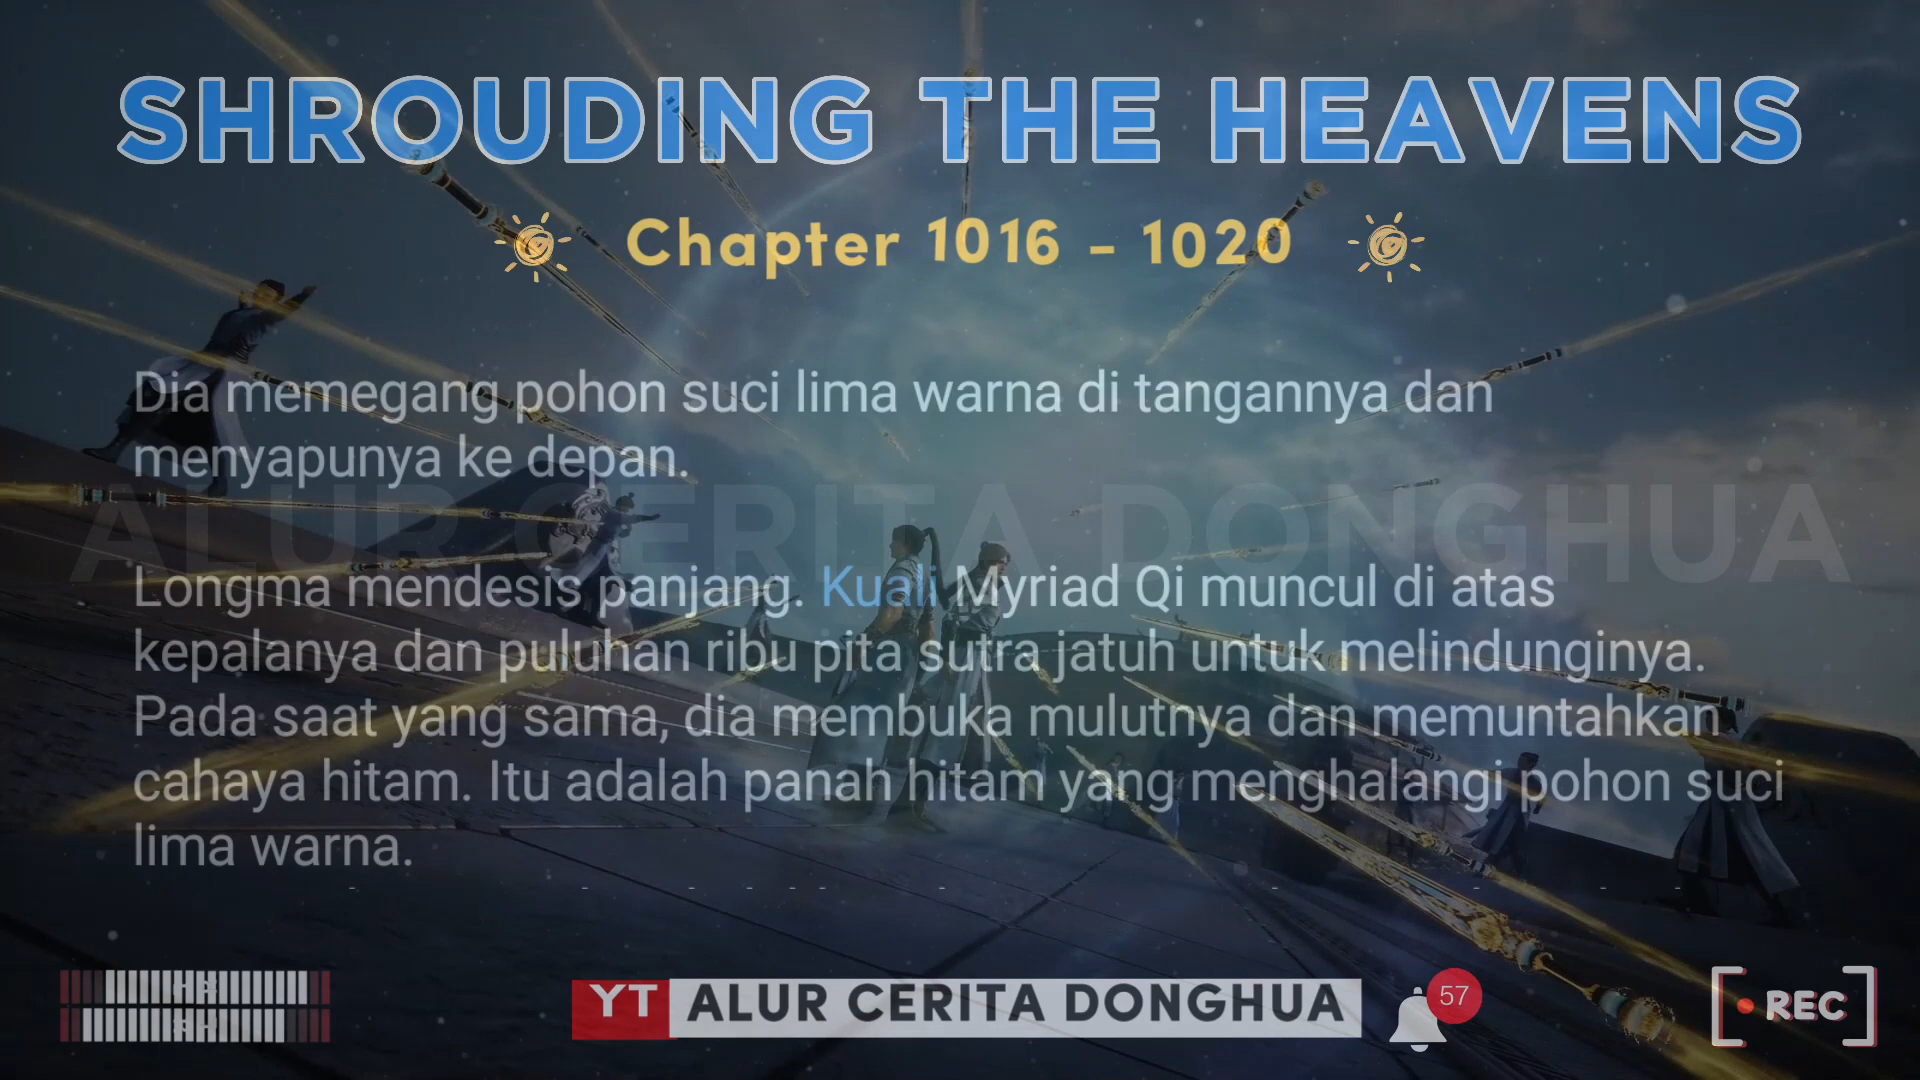 SHROUDING THE HEAVENS
Chapter 1016 - 1020
Dia memegang pohon suci lima warna di tangannya dan
menyapunya ke depan.
ALUR CERITA DONGHUA
Longma mendesis panjang. Kuali Myriad Qi muncul di atas
kepalanya dan puluhan ribu pita sutra jatuh untuk melindunginya.
Pada saat yang sama, dia membuka mulutnya dan memuntahkan
cahaya hitam. Itu adalah panah hitam yang menghalangi pohon suci
lima warna.
YT ALUR CERITA DONGHUA
57
REC